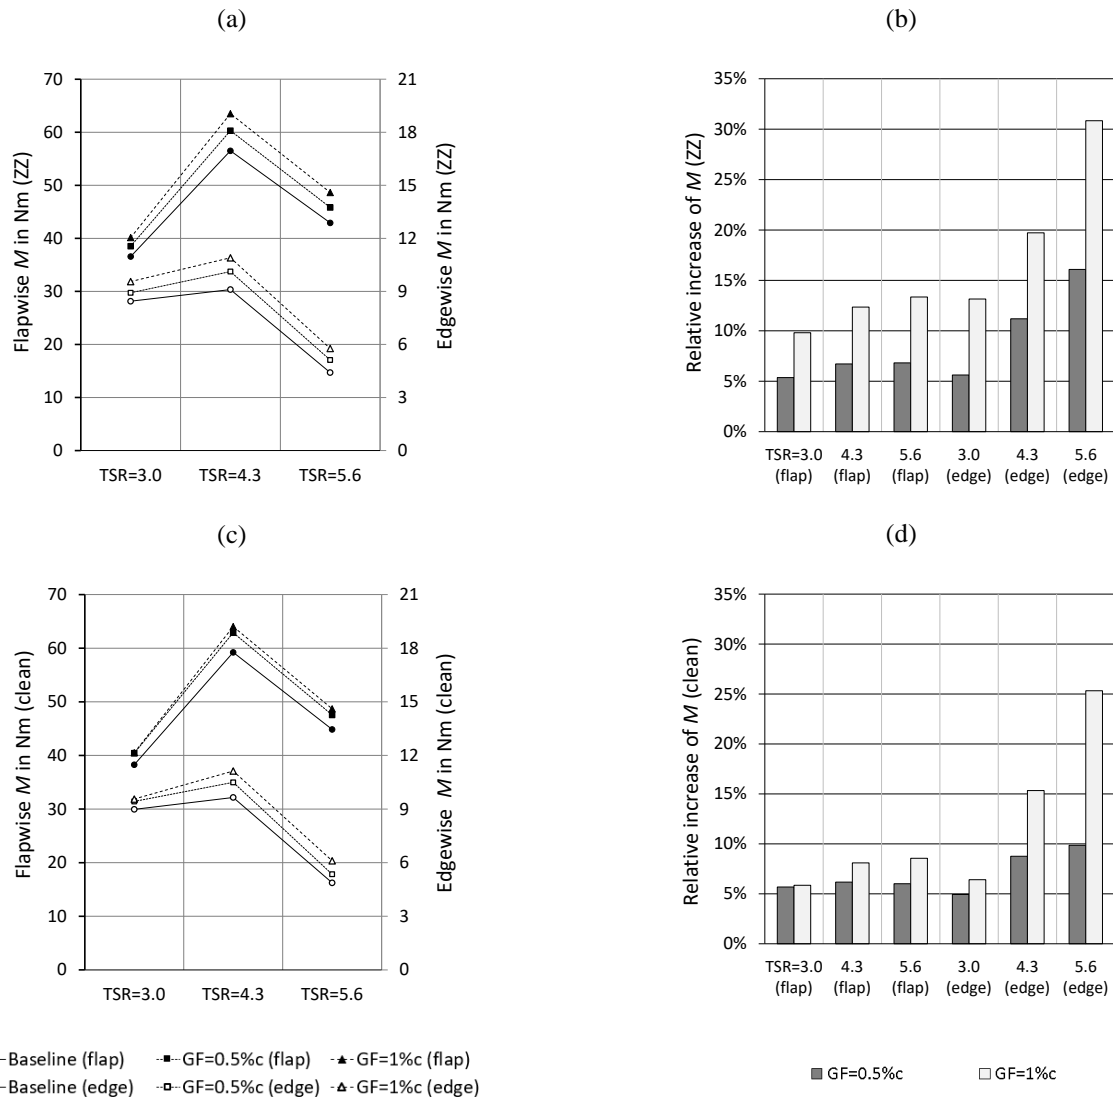 (a)
(b)
70
60
50
40
30
20
10
0
21
18
15
12
9
6
3
0
Flapwise M in Nm (ZZ)
Edgewise M in Nm (ZZ)
TSR=3.0 TSR=4.3 TSR=5.6
35%
30%
25%
20%
15%
10%
5%
0%
Relative increase of M (ZZ)
TSR=3.0 4.3 5.6 3.0 4.3 5.6
(flap) (flap) (flap) (edge) (edge) (edge)
(c)
(d)
70
60
50
40
30
20
10
0
21
18
15
12
9
6
3
0
Flapwise M in Nm (clean)
Edgewise M in Nm (clean)
TSR=3.0 TSR=4.3 TSR=5.6
35%
30%
25%
20%
15%
10%
5%
0%
Relative increase of M (clean)
TSR=3.0 4.3 5.6 3.0 4.3 5.6
(flap) (flap) (flap) (edge) (edge) (edge)
Baseline (flap) GF=0.5%c (flap) GF=1%c (flap)
Baseline (edge) GF=0.5%c (edge) GF=1%c (edge)
GF=0.5%c GF=1%c